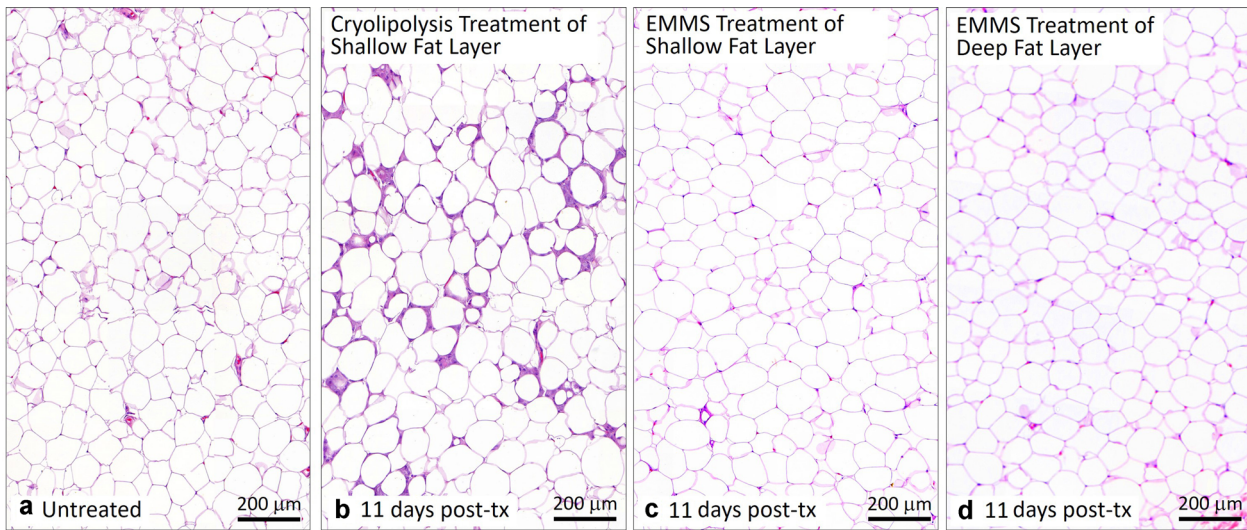 Cryolipolysis Treatment of
Shallow Fat Layer
EMMS Treatment of
Shallow Fat Layer
EMMS Treatment of
Deep Fat Layer
a Untreated
200 µm
b 11 days post-tx
200 µm
c 11 days post-tx
200 µm
d 11 days post-tx
200 µm